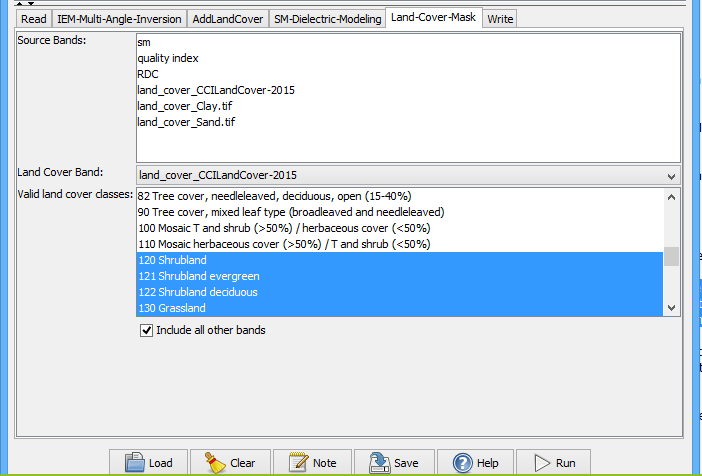 Read IEM-Multi-Angle-Inversion AddLandCover SM-Dielectric-Modeling Land-Cover-Mask Write
Source Bands:
sm
quality index
RDC
land_cover_CCILandCover-2015
land_cover_Clay.tif
land_cover_Sand.tif
Land Cover Band: land_cover_CCILandCover-2015
Valid land cover classes:
82 Tree cover, needleleaved, deciduous, open (15-40%)
90 Tree cover, mixed leaf type (broadleaved and needleleaved)
100 Mosaic T and shrub (>50%) / herbaceous cover (<50%)
110 Mosaic herbaceous cover (>50%) / T and shrub (<50%)
120 Shrubland
121 Shrubland evergreen
122 Shrubland deciduous
130 Grassland
Include all other bands
Load Clear Note Save Help Run